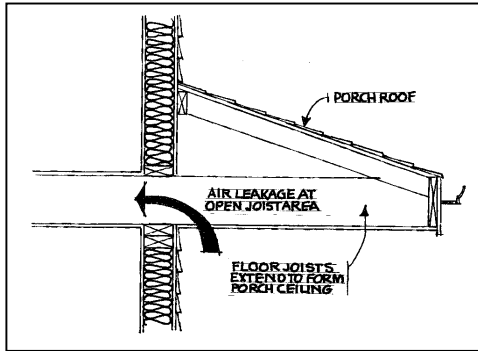 PORCH ROOF
AIR LEAKAGE AT
OPEN JOIST AREA
FLOOR JOISTS
EXTEND TO FORM
PORCH CEILING